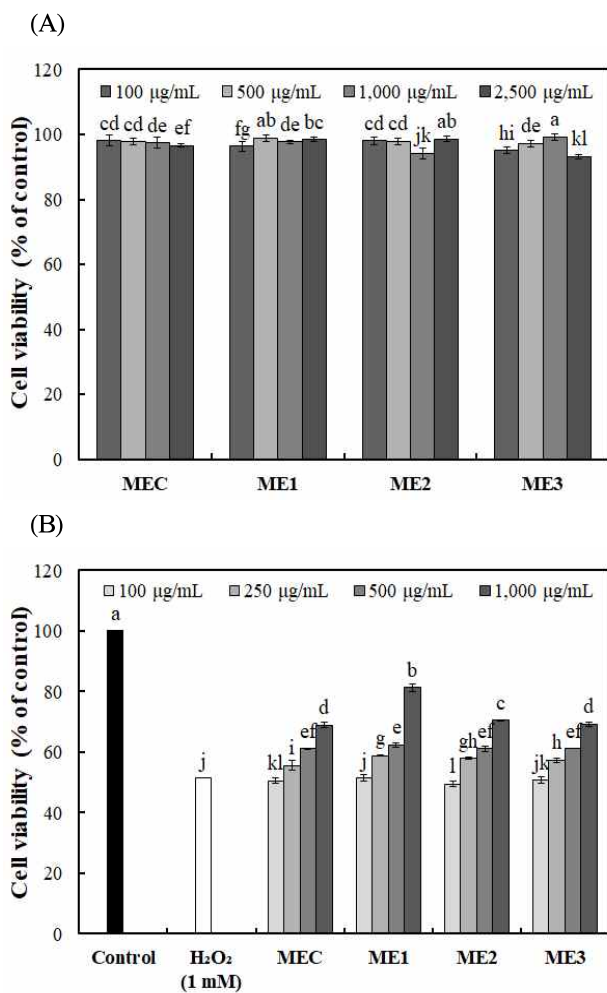 (A)
Cell viability (% of control)
120
100
80
60
40
20
0
100 μg/mL 500 μg/mL 1,000 μg/mL 2,500 μg/mL
cd cd de ef fg ab de bc cd cd jk ab hi de a kl
MEC ME1 ME2 ME3
(B)
Cell viability (% of control)
120
100
80
60
40
20
0
100 μg/mL 250 μg/mL 500 μg/mL 1,000 μg/mL
a j kl i ef d j g e b l gh ef c jk h ef d
Control H₂O₂ MEC ME1 ME2 ME3
(1 mM)